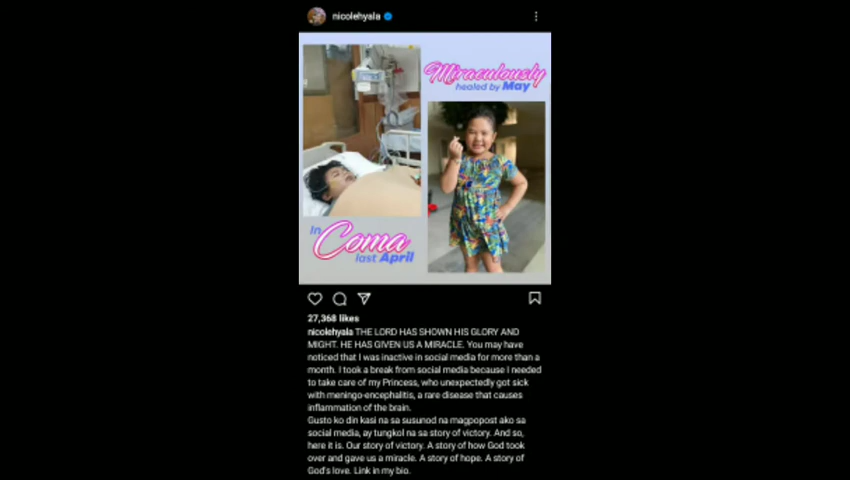 nicolehyala
Miraculously
healed by May
In
Coma
last April
27,368 likes
nicolehyala THE LORD HAS SHOWN HIS GLORY AND
MIGHT. HE HAS GIVEN US A MIRACLE. You may have
noticed that I was inactive in social media for more than a
month. I took a break from social media because I needed
to take care of my Princess, who unexpectedly got sick
with meningo-encephalitis, a rare disease that causes
inflammation of the brain.
Gusto ko din kasi na sa susunod na magpopost ako sa
social media, ay tungkol na sa story of victory. And so,
here it is. Our story of victory. A story of how God took
over and gave us a miracle. A story of hope. A story of
God's love. Link in my bio.